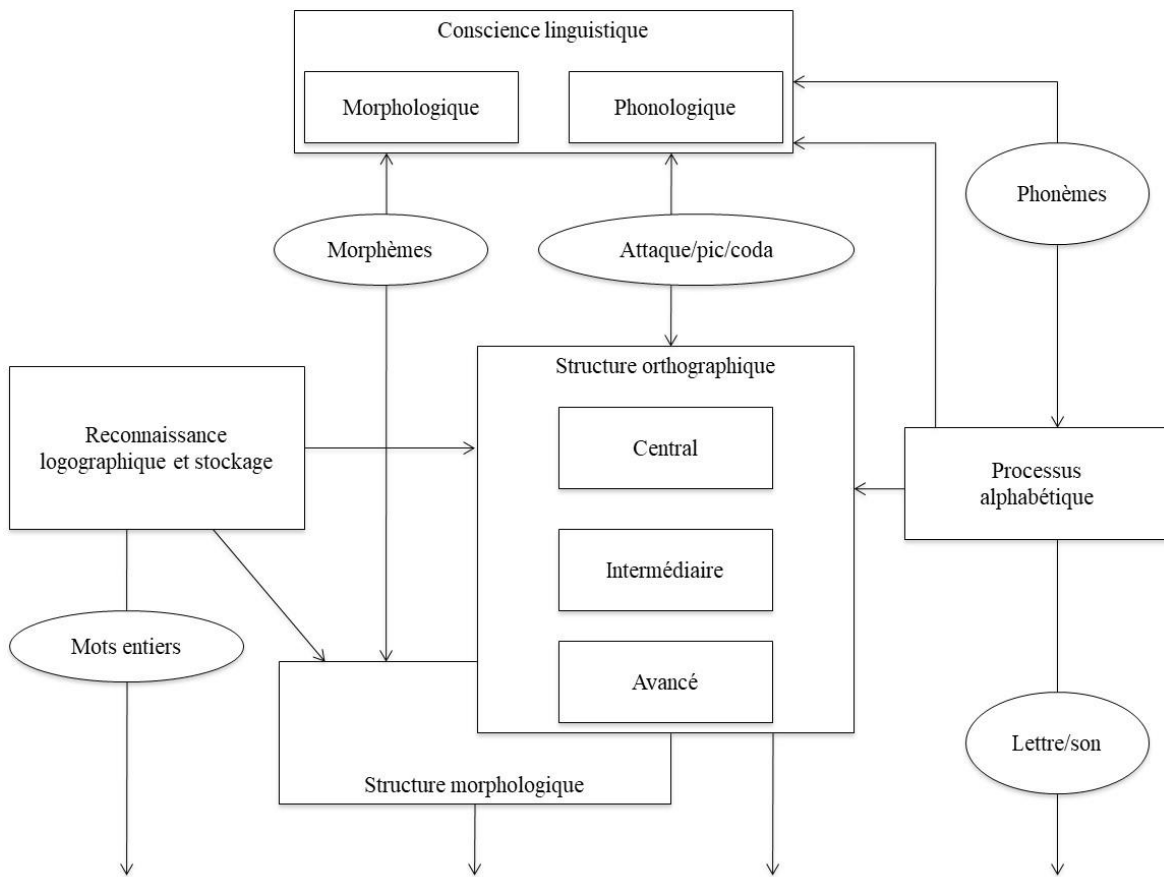 Conscience linguistique
Morphologique
Phonologique
Phonèmes
Morphèmes
Attaque/pic/coda
Structure orthographique
Reconnaissance
logographique et stockage
Central
Processus
alphabétique
Intermédiaire
Mots entiers
Avancé
Lettre/son
Structure morphologique